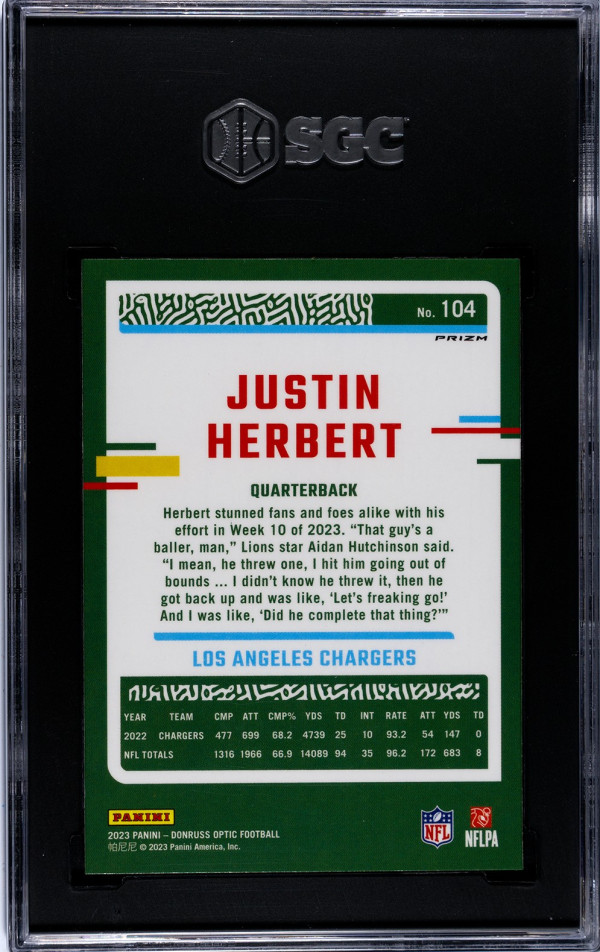 SGC
No. 104
PRIZM
JUSTIN
HERBERT
QUARTERBACK
Herbert stunned fans and foes alike with his
effort in Week 10 of 2023. “That guy's a
baller, man,” Lions star Aidan Hutchinson said.
“I mean, he threw one, I hit him going out of
bounds ... I didn't know he threw it, then he
got back up and was like, ‘Let's freaking go!’
And I was like, ‘Did he complete that thing?’”
LOS ANGELES CHARGERS
YEAR TEAM CMP ATT CMP% YDS TD INT RATE ATT YDS TD
2022 CHARGERS 477 699 68.2 4739 25 10 93.2 54 147 0
NFL TOTALS 1316 1966 66.9 14089 94 35 96.2 172 683 8
PANINI
2023 PANINI – DONRUSS OPTIC FOOTBALL
帕尼尼 © 2023 Panini America, Inc.
NFL
NFLPA